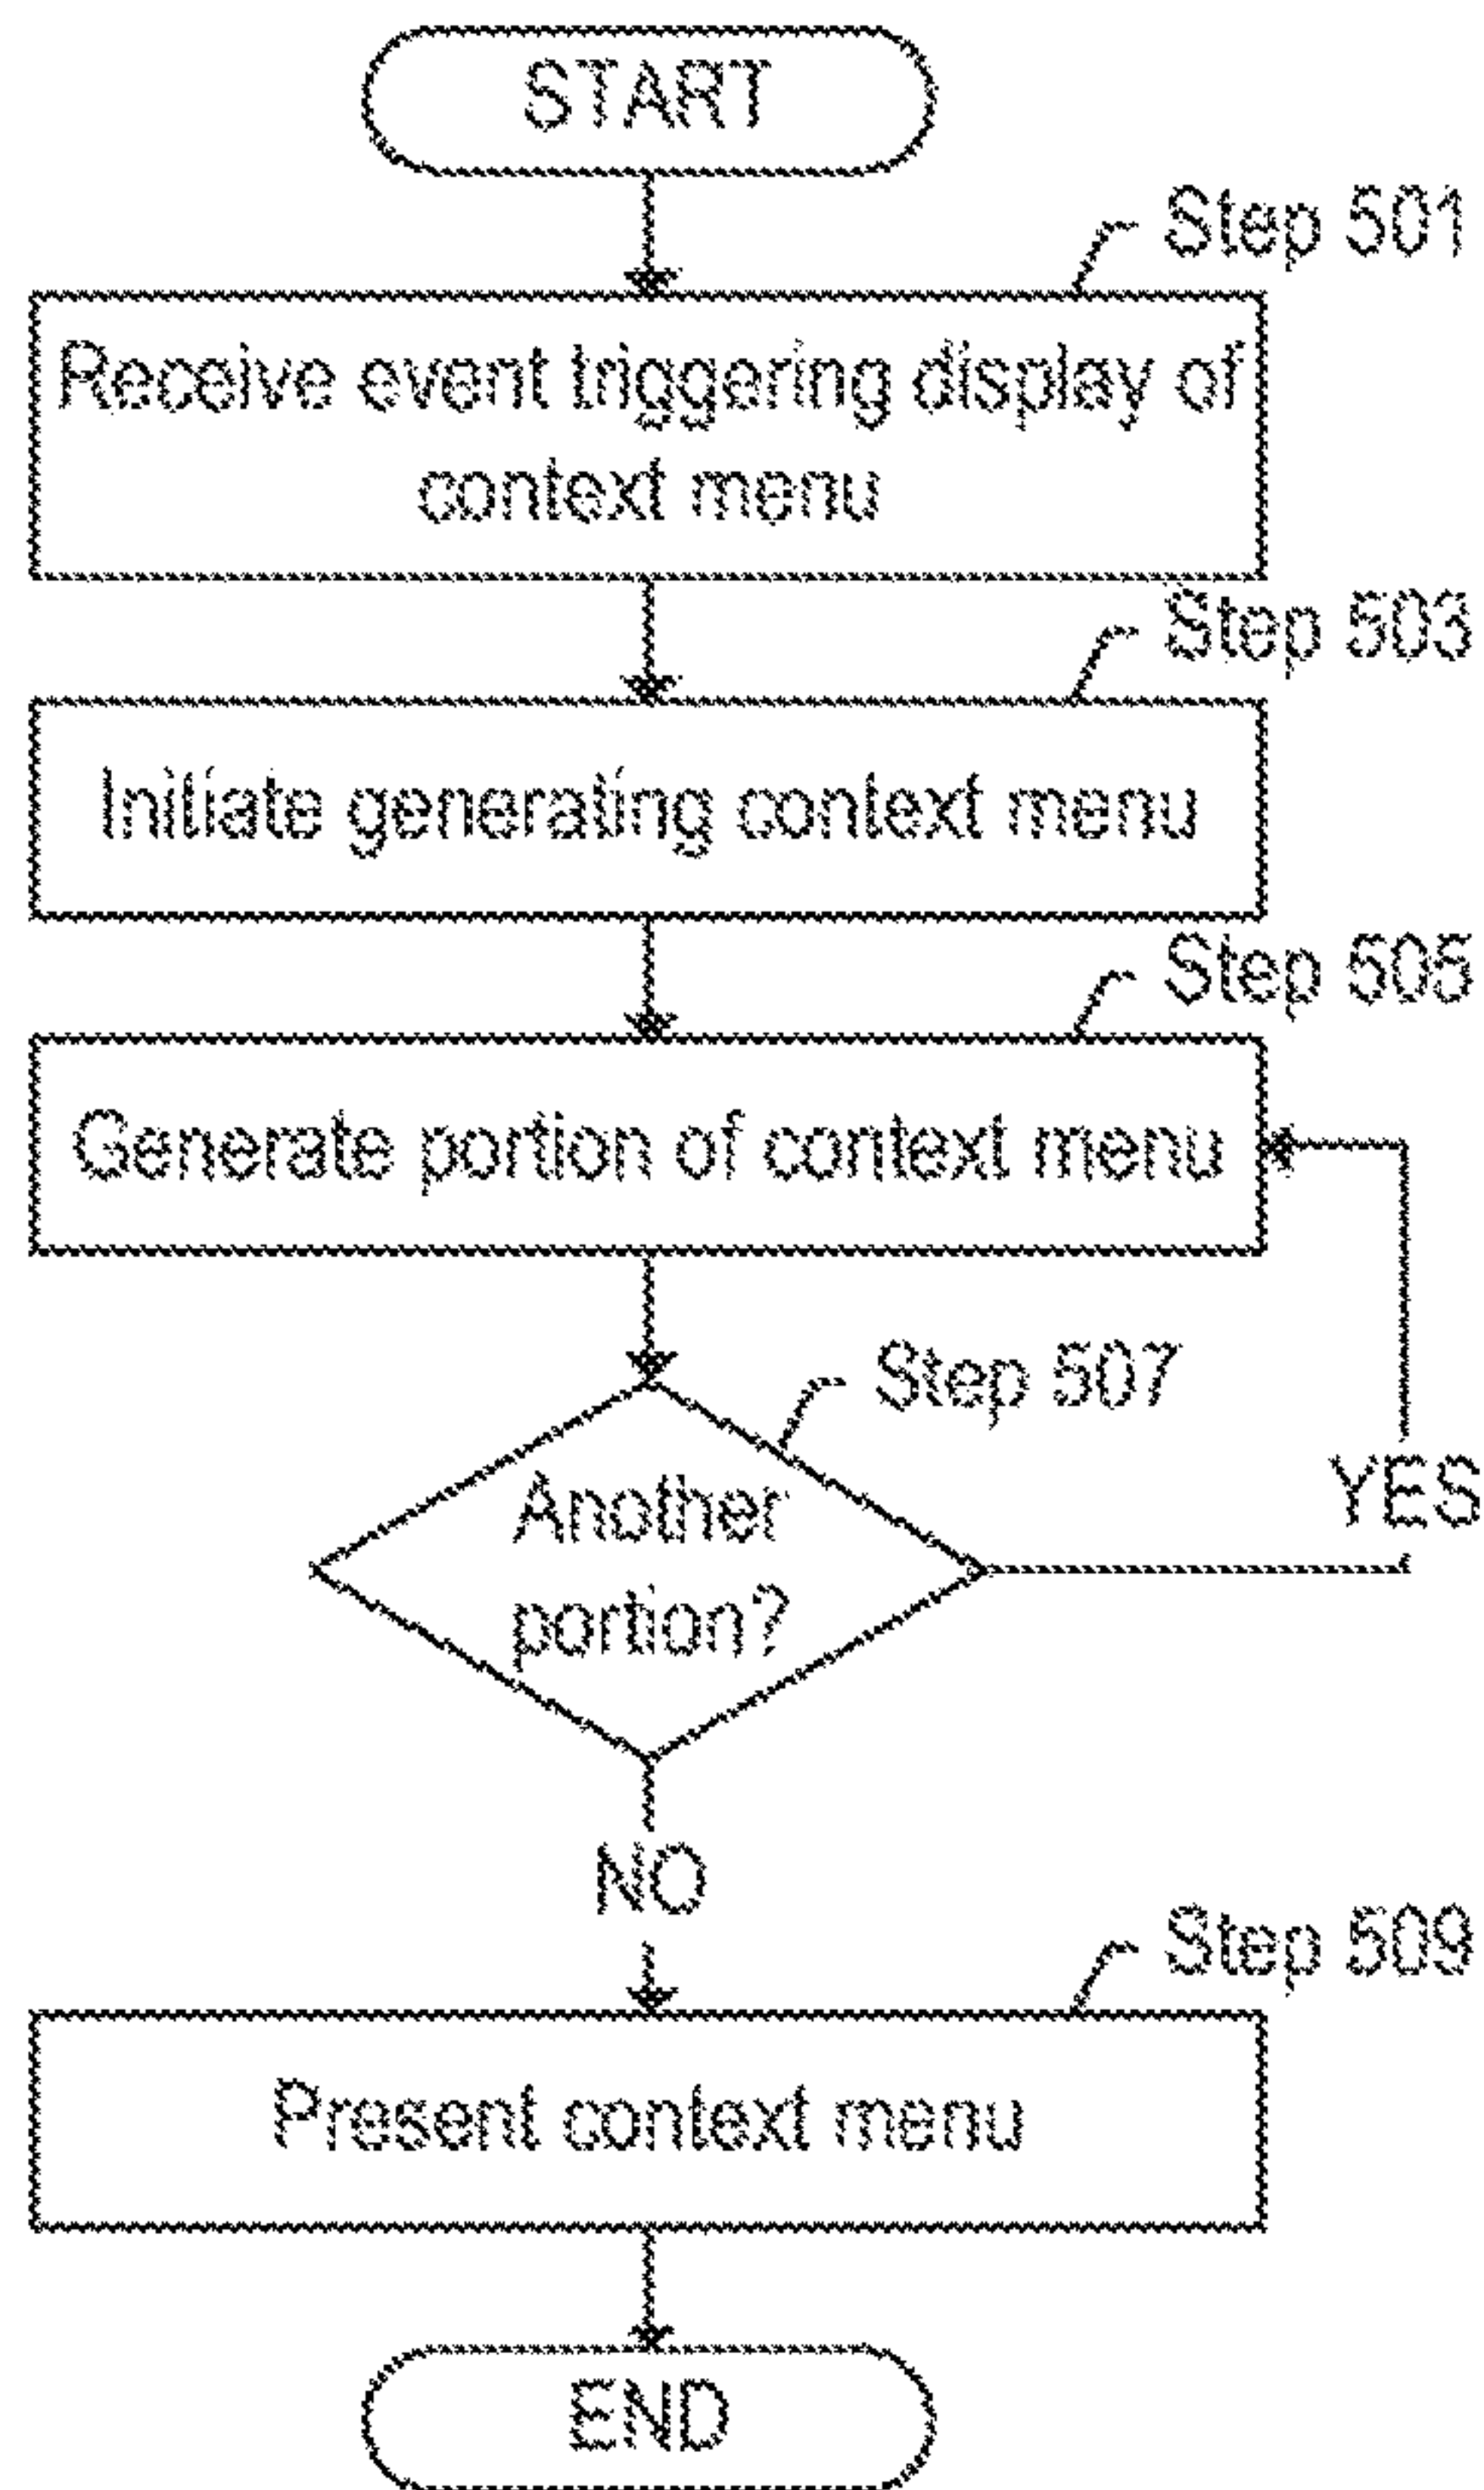 START
Step 501
Receive event triggering display of
context menu
Step 503
Initiate generating context menu
Step 505
Generate portion of context menu
Step 507
Another
portion?
YES
NO
Step 509
Present context menu
END